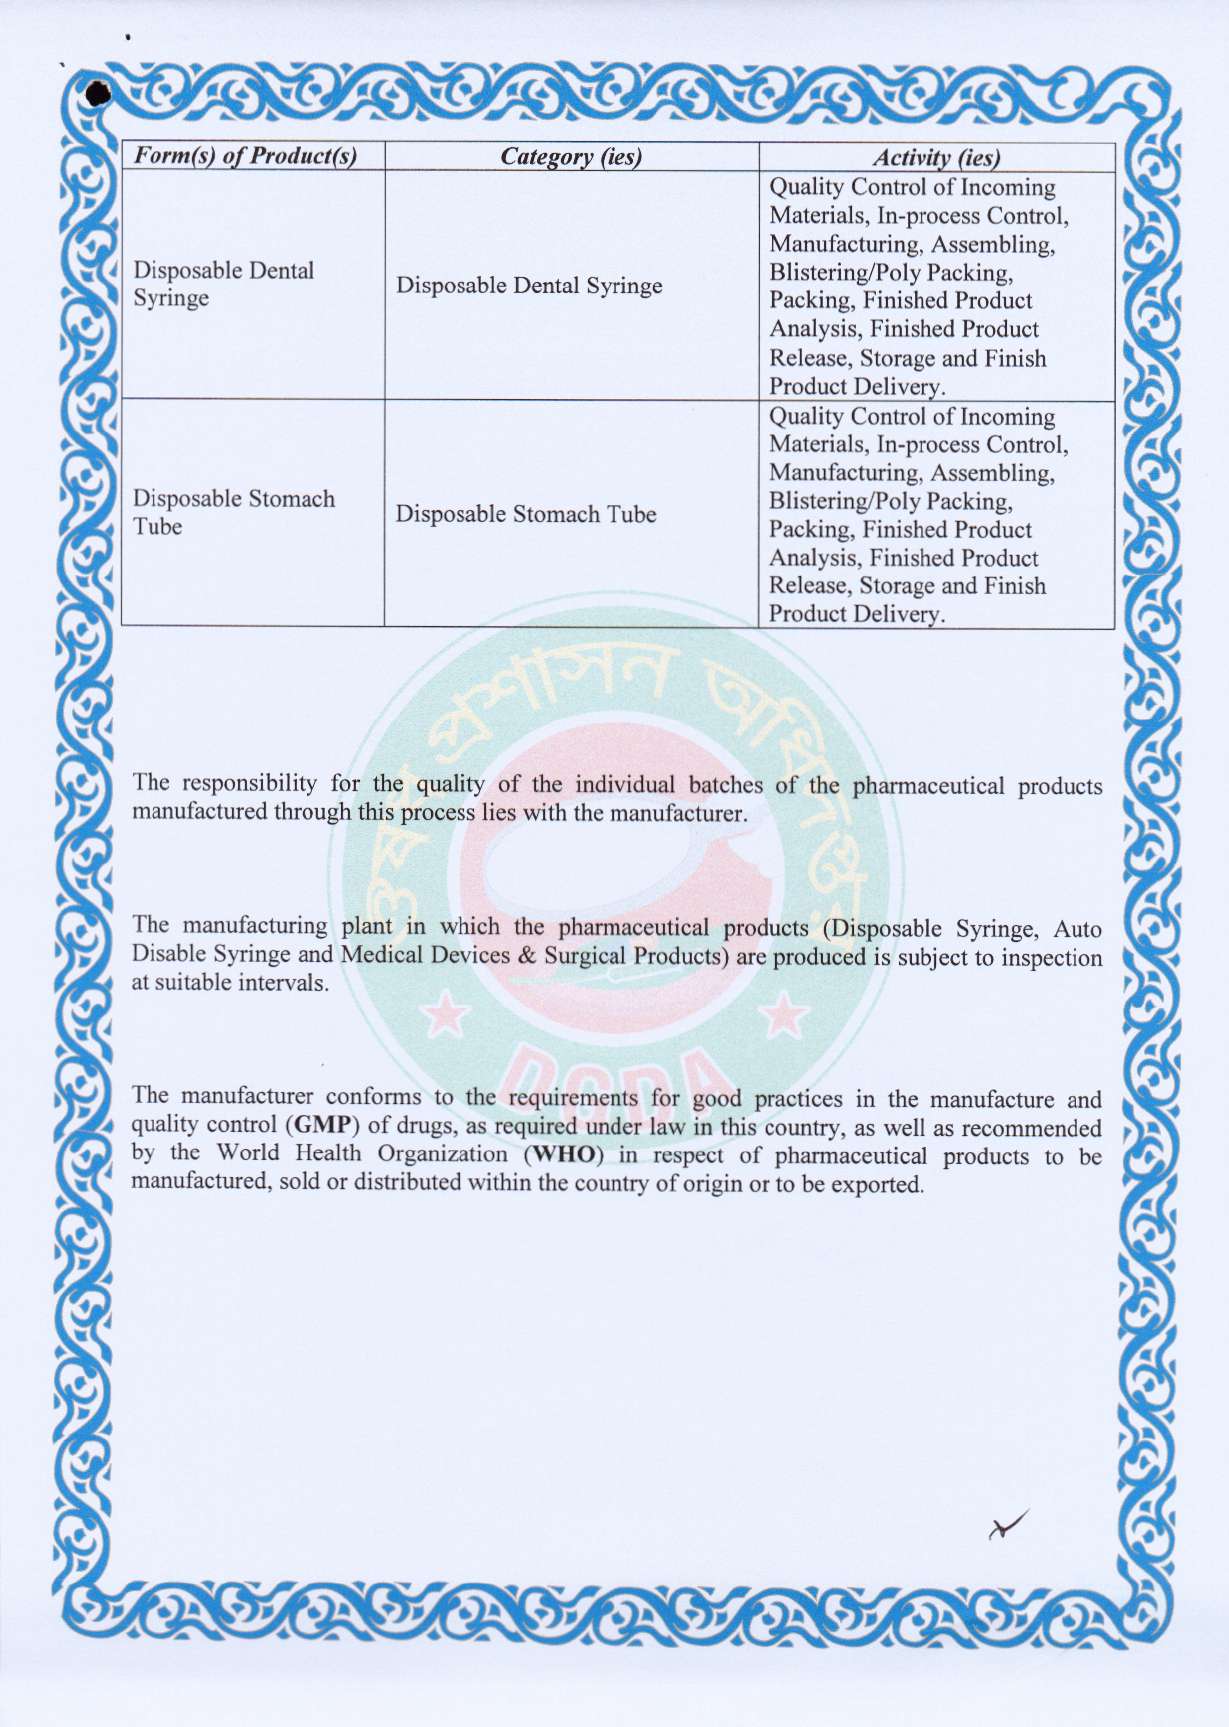 Form(s) of Product(s)
Category (ies)
Activity (ies)
Disposable Dental
Syringe
Disposable Dental Syringe
Quality Control of Incoming
Materials, In-process Control,
Manufacturing, Assembling,
Blistering/Poly Packing,
Packing, Finished Product
Analysis, Finished Product
Release, Storage and Finish
Product Delivery.
Disposable Stomach
Tube
Disposable Stomach Tube
Quality Control of Incoming
Materials, In-process Control,
Manufacturing, Assembling,
Blistering/Poly Packing,
Packing, Finished Product
Analysis, Finished Product
Release, Storage and Finish
Product Delivery.
ঔষধ প্রশাসন অধিদপ্তর
The responsibility for the quality of the individual batches of the pharmaceutical products
manufactured through this process lies with the manufacturer.
The manufacturing plant in which the pharmaceutical products (Disposable Syringe, Auto
Disable Syringe and Medical Devices & Surgical Products) are produced is subject to inspection
at suitable intervals.
DGDA
The manufacturer conforms to the requirements for good practices in the manufacture and
quality control (GMP) of drugs, as required under law in this country, as well as recommended
by the World Health Organization (WHO) in respect of pharmaceutical products to be
manufactured, sold or distributed within the country of origin or to be exported.